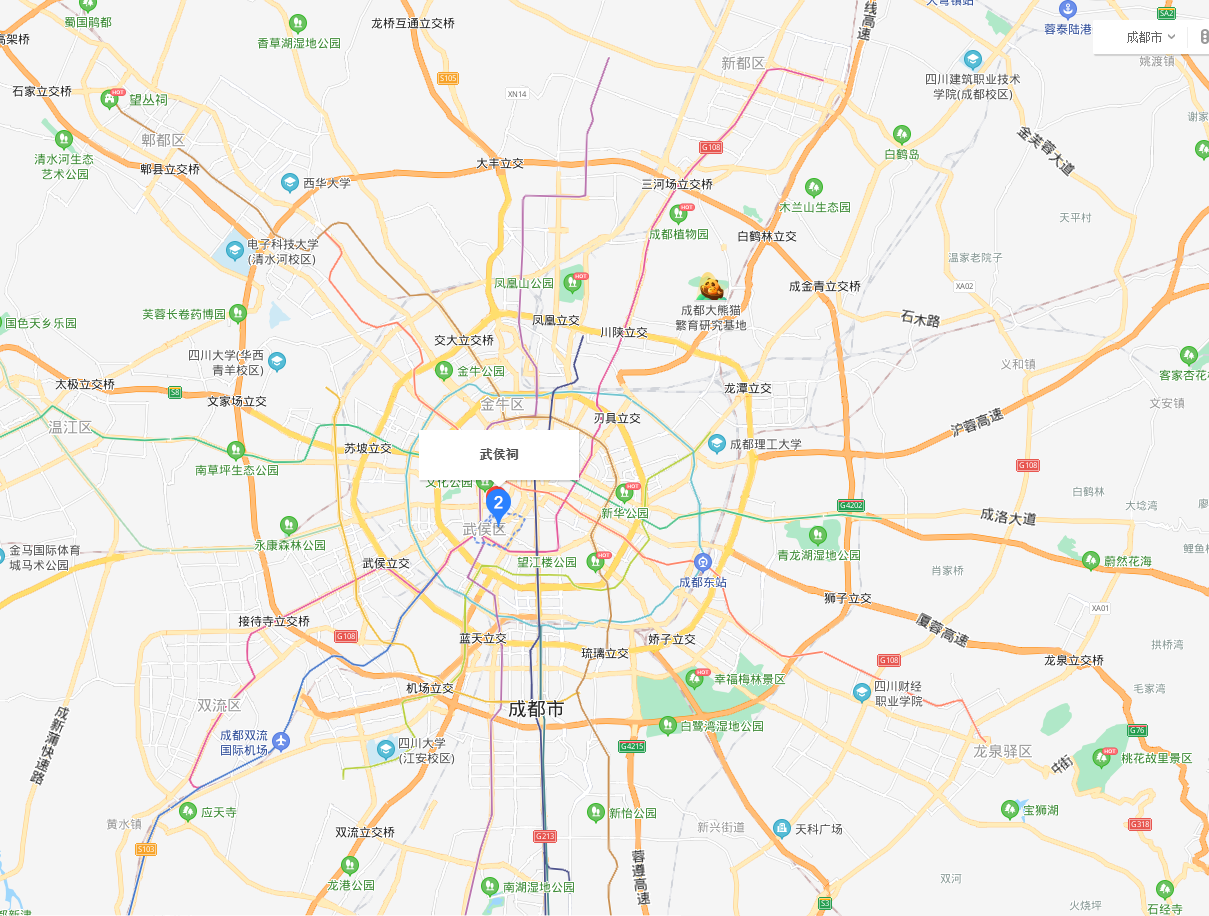 大弯镇站
龙桥互通立交桥
蜀国鹃都
SA2
蓉泰陆港
高架桥
香草湖湿地公园
成都市
线高速
姚渡镇
新都区
S105
四川建筑职业技术
学院(成都校区)
石家立交桥
XN14
HOT
望丛祠
谢家
郫都区
G108
金芙蓉大道
白鹤岛
清水河生态
艺术公园
郫县立交桥
大丰立交
三河场立交桥
西华大学
木兰山生态园
HOT
天平村
成都植物园
白鹤林立交
电子科技大学
(清水河校区)
温家老院子
凤凰山公园
HOT
成金青立交桥
XA02
芙蓉长卷药博园
成都大熊猫
繁育研究基地
国色天乡乐园
凤凰立交
川陕立交
石木路
交大立交桥
四川大学(华西
青羊校区)
金牛公园
义和镇
客家杏花村
太极立交桥
S8
文家场立交
龙潭立交
金牛区
文安镇
刃具立交
沪蓉高速
温江区
苏坡立交
成都理工大学
武侯祠
G108
南草坪生态公园
文化公园
HOT
白鹤林
2
G4202
大埝湾
廖
新华公园
成洛大道
永康森林公园
武侯区
青龙湖湿地公园
金马国际体育
城马术公园
鲤鱼
武侯立交
望江楼公园
HOT
蔚然花海
肖家桥
成都东站
狮子立交
XA01
接待寺立交桥
G108
蓝天立交
娇子立交
厦蓉高速
拱桥湾
琉璃立交
G108
龙泉立交桥
HOT
幸福梅林景区
机场立交
四川财经
职业学院
毛家湾
双流区
成都市
成新蒲快速路
白鹭湾湿地公园
G76
成都双流
国际机场
四川大学
(江安校区)
G4215
龙泉驿区
中街
HOT
桃花故里景区
应天寺
新怡公园
宝狮湖
黄水镇
双流立交桥
G213
新兴街道
天科广场
G318
S103
龙港公园
南湖湿地公园
蓉遵高速
双河
S3
火烧坪
石经寺
都新津